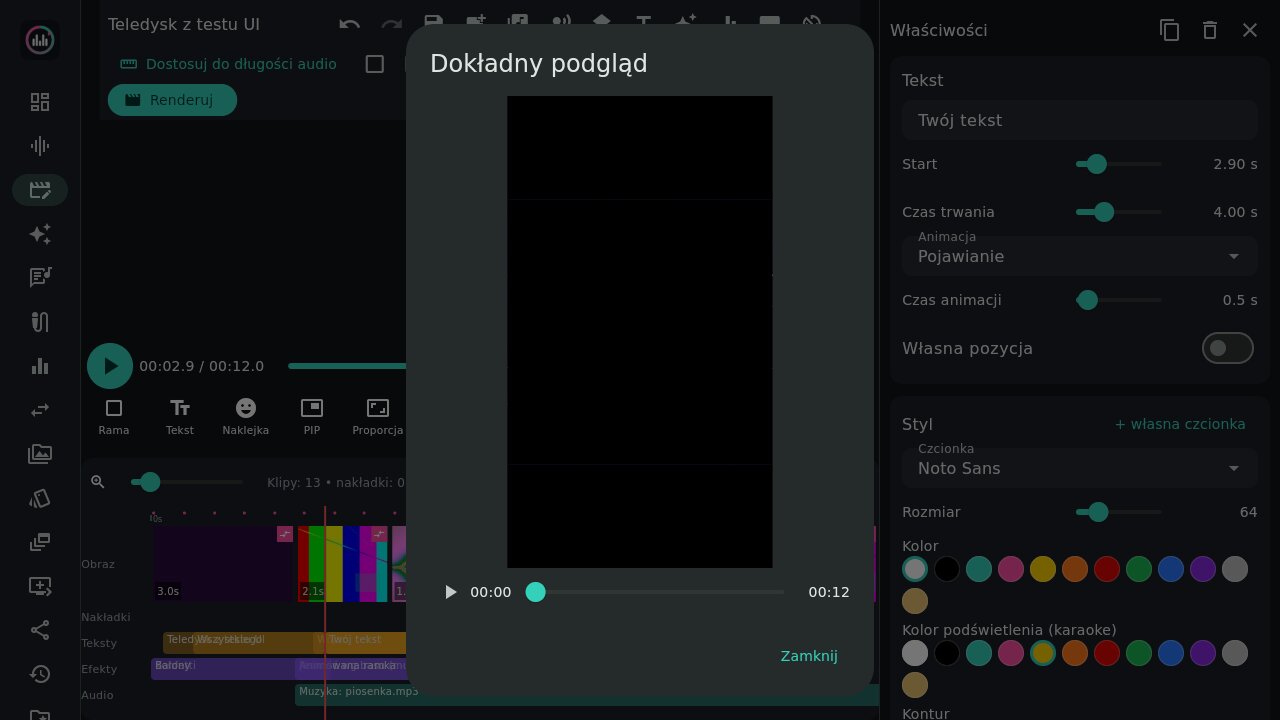 Teledysk z testu UI
Dostosuj do długości audio
Renderuj
Dokładny podgląd
00:00
00:12
Zamknij
00:02.9 / 00:12.0
Rama
Tekst
Naklejka
PIP
Proporcja
Klipy: 13 • nakładki: 0
0s
Obraz
3.0s
2.1s
1.
Nakładki
Teksty
Twój tekst
Efekty
Audio
Muzyka: piosenka.mp3
Właściwości
Tekst
Twój tekst
Start
2.90 s
Czas trwania
4.00 s
Animacja
Pojawianie
Czas animacji
0.5 s
Własna pozycja
Styl
+ własna czcionka
Czcionka
Noto Sans
Rozmiar
64
Kolor
Kolor podświetlenia (karaoke)
Kontur